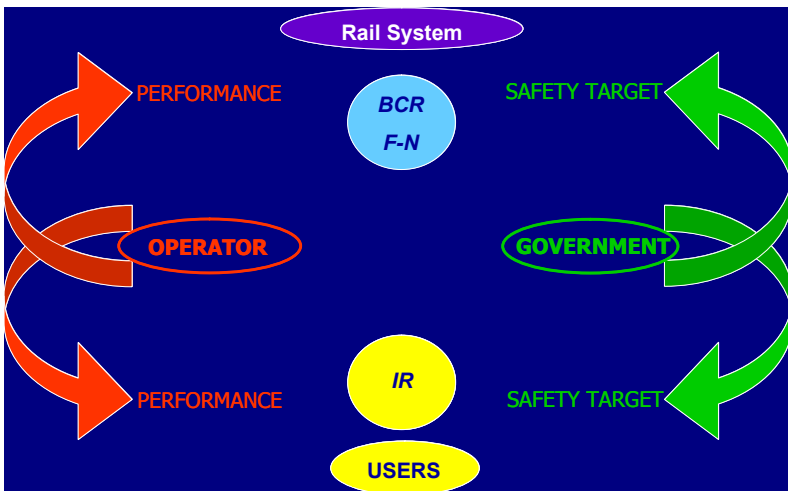 Rail System
PERFORMANCE
BCR
F-N
SAFETY TARGET
OPERATOR
GOVERNMENT
PERFORMANCE
IR
SAFETY TARGET
USERS